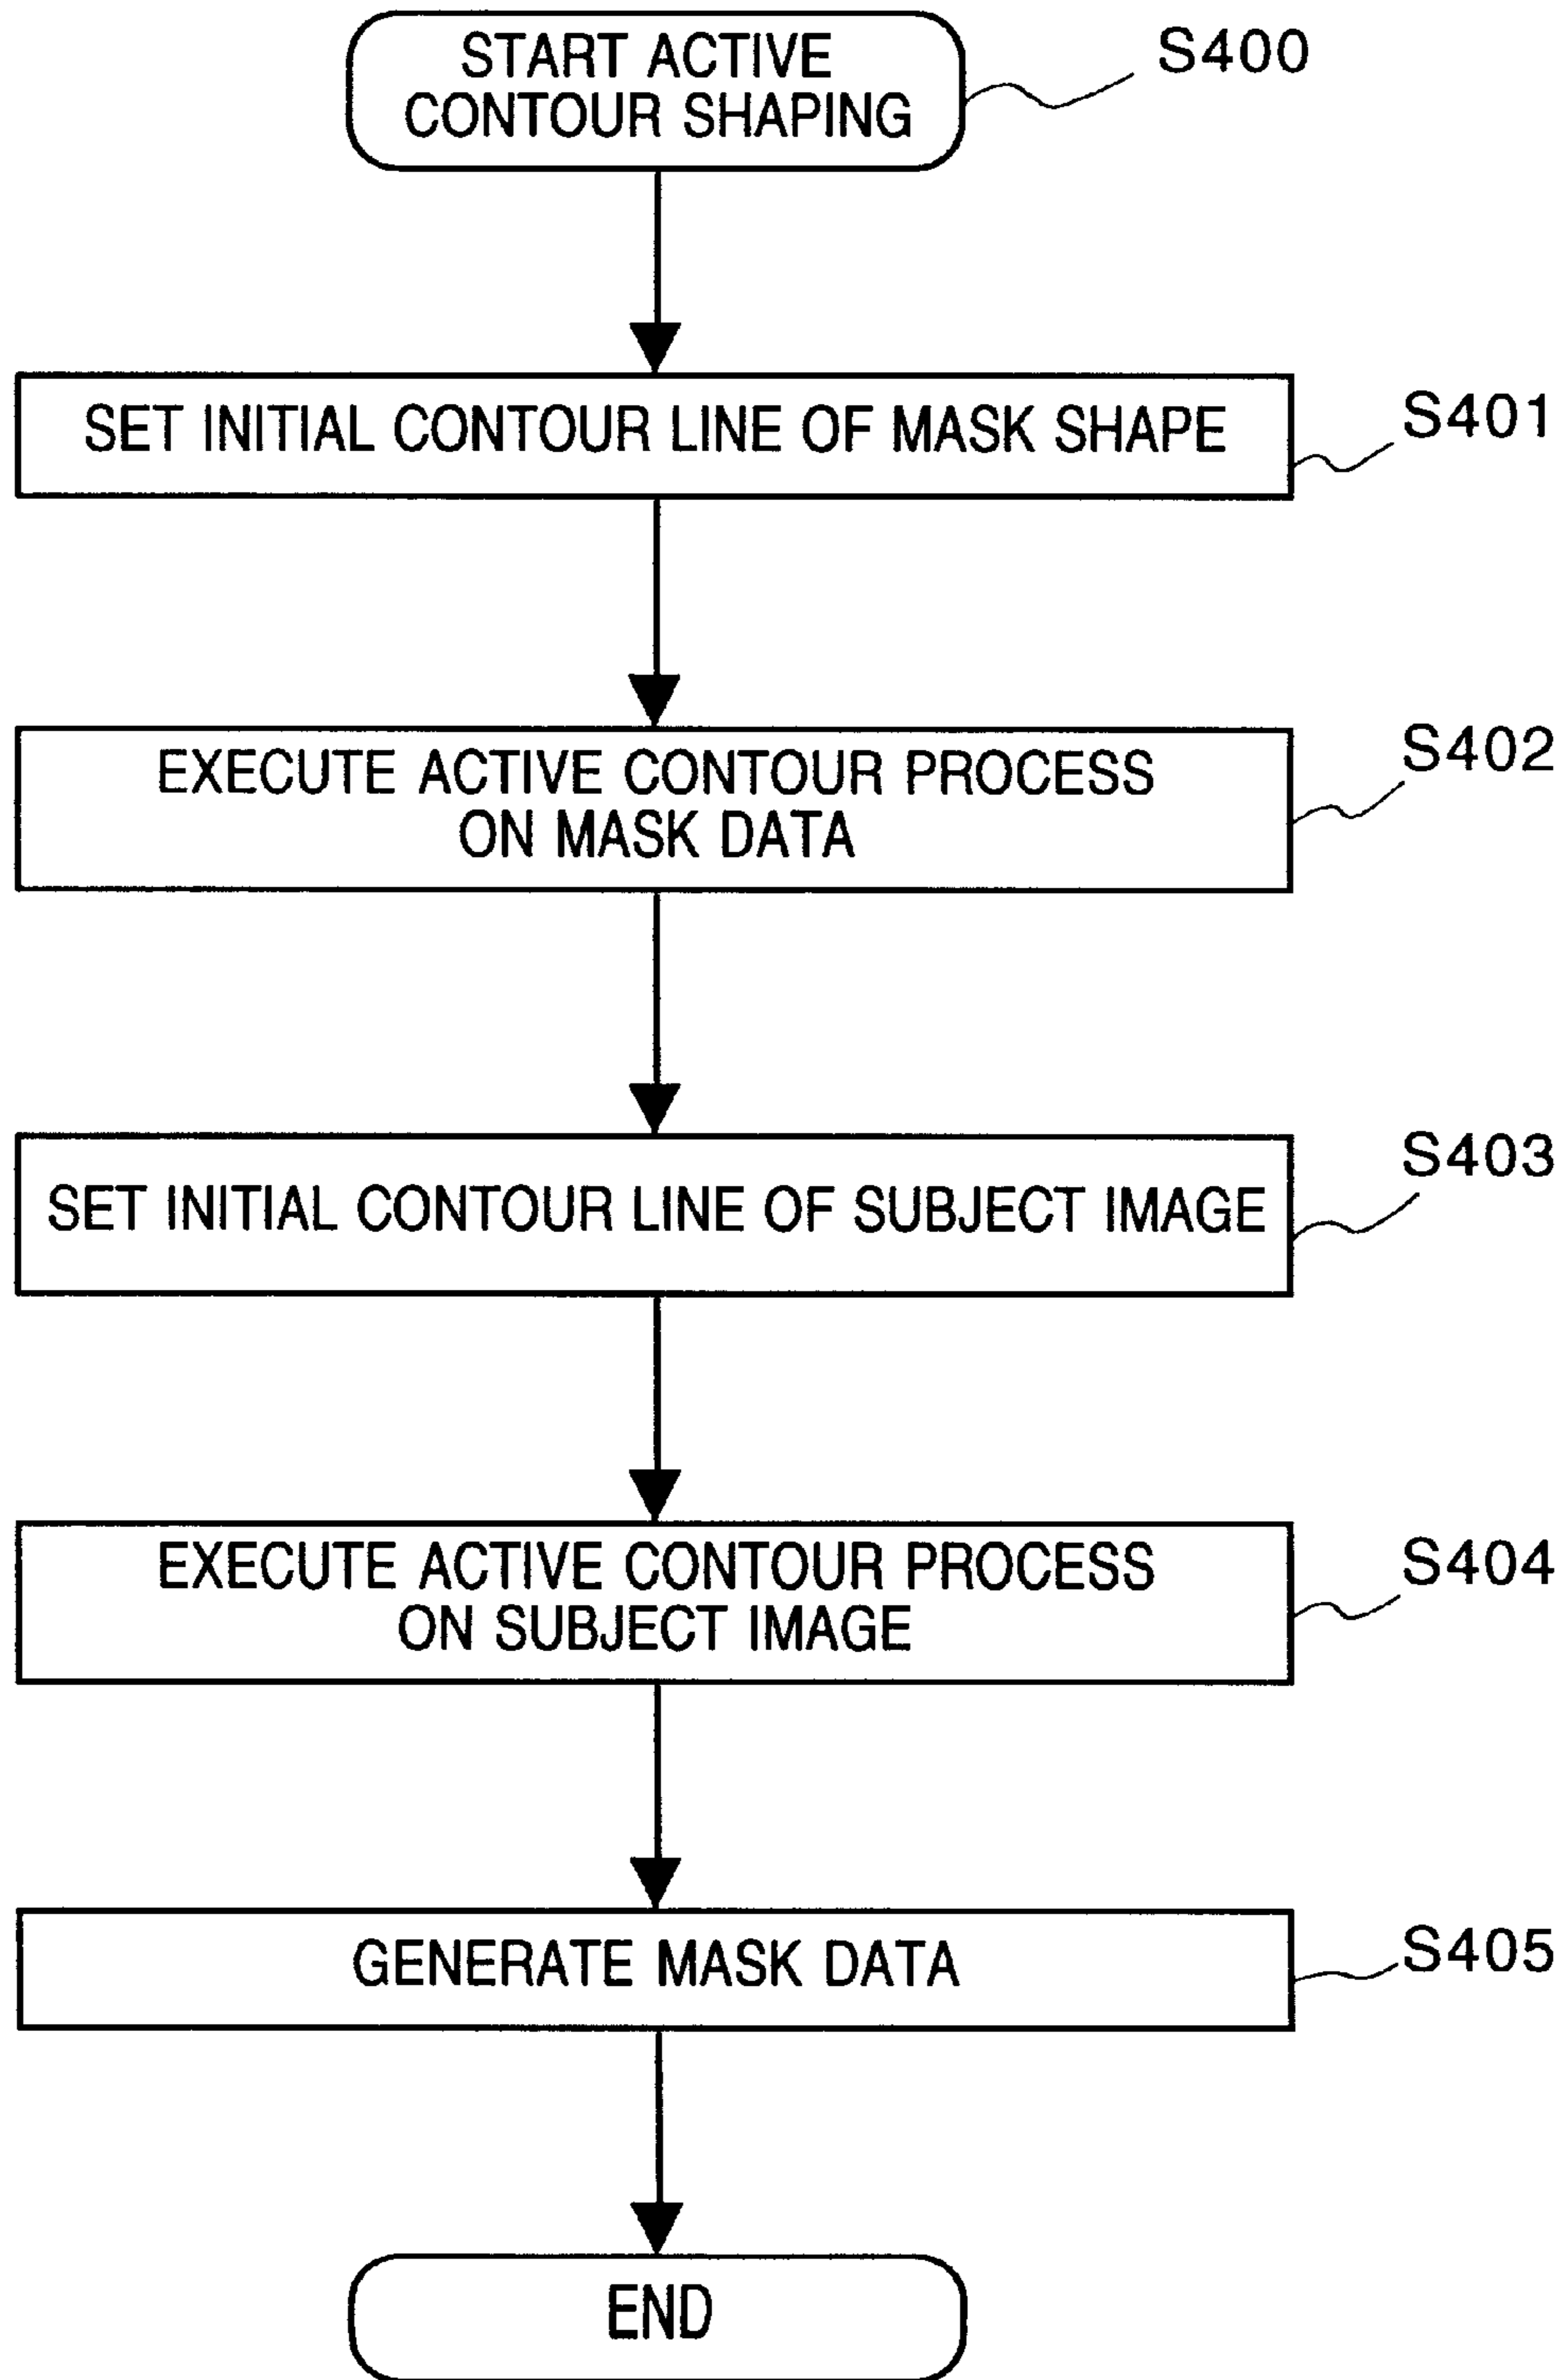 START ACTIVE
CONTOUR SHAPING
S400
SET INITIAL CONTOUR LINE OF MASK SHAPE
S401
EXECUTE ACTIVE CONTOUR PROCESS
ON MASK DATA
S402
SET INITIAL CONTOUR LINE OF SUBJECT IMAGE
S403
EXECUTE ACTIVE CONTOUR PROCESS
ON SUBJECT IMAGE
S404
GENERATE MASK DATA
S405
END